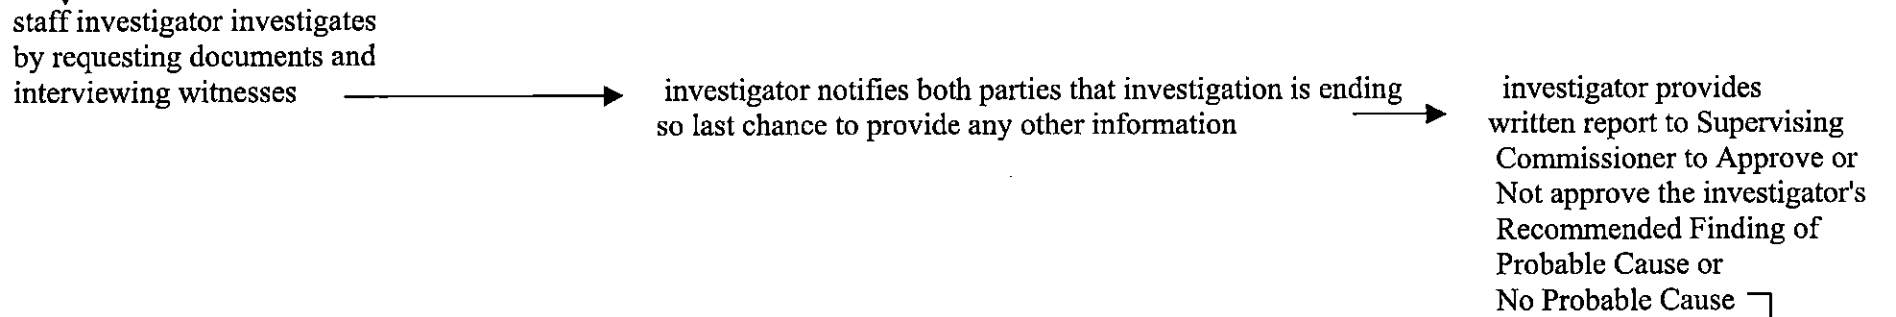 staff investigator investigates
by requesting documents and
interviewing witnesses
investigator notifies both parties that investigation is ending
so last chance to provide any other information
investigator provides
written report to Supervising
Commissioner to Approve or
Not approve the investigator's
Recommended Finding of
Probable Cause or
No Probable Cause